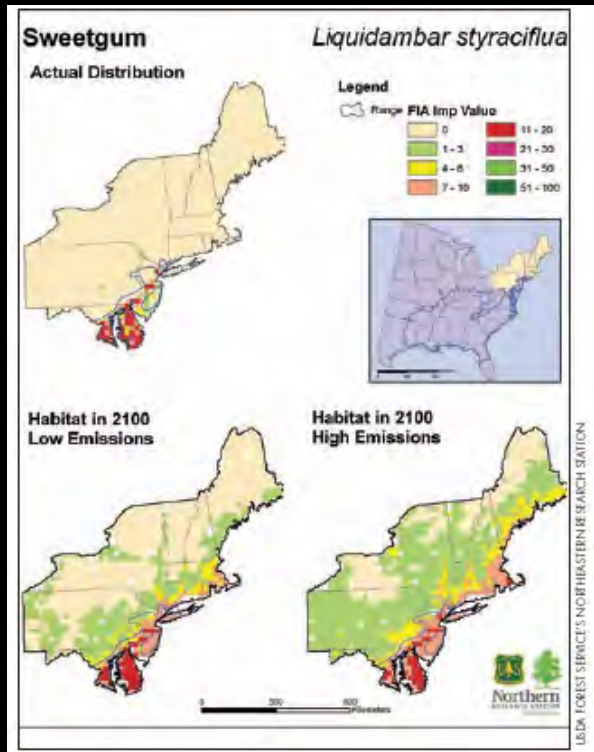 Sweetgum
Liquidambar styraciflua
Actual Distribution
Legend
Range FIA Imp Value
0
1 - 3
4 - 6
7 - 10
11 - 20
21 - 30
31 - 50
51 - 100
Habitat in 2100
Low Emissions
Habitat in 2100
High Emissions
0
Kilometers
Northern
USDA FOREST SERVICE'S NORTHEASTERN RESEARCH STATION